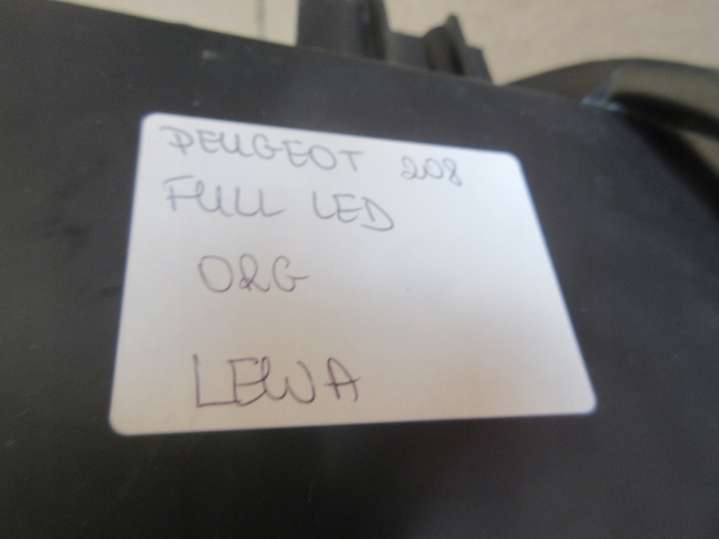 PEUGEOT 208
FULL LED
ORG
LEWA